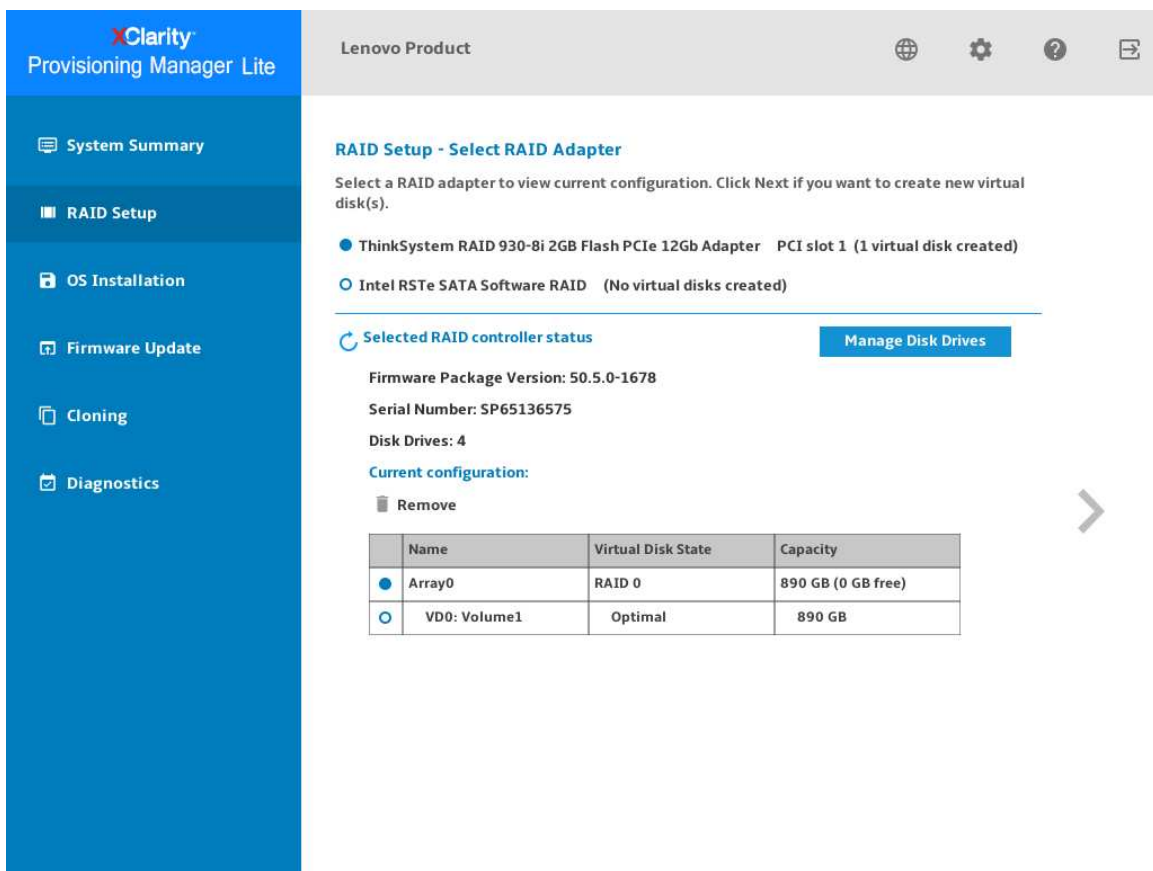 XClarity
Provisioning Manager Lite
Lenovo Product
System Summary
RAID Setup
OS Installation
Firmware Update
Cloning
Diagnostics
RAID Setup - Select RAID Adapter
Select a RAID adapter to view current configuration. Click Next if you want to create new virtual
disk(s).
ThinkSystem RAID 930-8i 2GB Flash PCIe 12Gb Adapter PCI slot 1 (1 virtual disk created)
Intel RSTe SATA Software RAID (No virtual disks created)
Selected RAID controller status
Manage Disk Drives
Firmware Package Version: 50.5.0-1678
Serial Number: SP65136575
Disk Drives: 4
Current configuration:
Remove
Name Virtual Disk State Capacity
Array0 RAID 0 890 GB (0 GB free)
VD0: Volume1 Optimal 890 GB